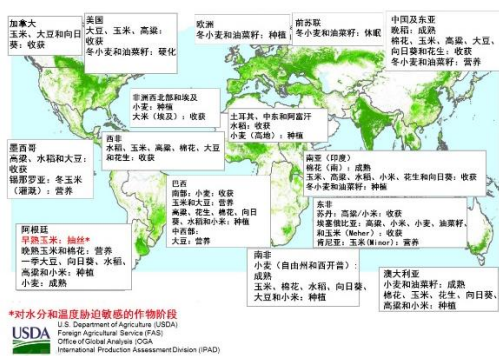 加拿大
玉米、大豆和向日
葵：收获
美国
大豆、玉米、高粱：
收获
冬小麦和油菜籽：硬化
欧洲
冬小麦和油菜籽：种植
前苏联
冬小麦和油菜籽：休眠
中国及东亚
晚稻：成熟
棉花、玉米、高粱、大豆、
向日葵和花生：收获
冬小麦和油菜籽：营养
非洲西北部和埃及
小麦：种植
大米（埃及）：收获
土耳其、中东和阿富汗
水稻：收获
小麦（高地）：种植
墨西哥
高粱、水稻和大豆：
收获
锡那罗亚：冬玉米
（灌溉）：营养
西非
水稻、玉米、高粱、棉花、大豆
和花生：收获
巴西
南部：小麦：收获
玉米和大豆：营养
高粱、花生、棉花、向日
葵、水稻和小米：种植
中西部：
大豆：营养
南亚（印度）
棉花（南）：成熟
玉米、高粱、水稻、小米、花生和向日葵：收获
冬小麦和油菜籽：种植
东非
苏丹：高粱/小米：收获
埃塞俄比亚：高粱、小米、小麦、油菜籽、
和玉米（Meher）：收获
肯尼亚：玉米(Minor)：营养
阿根廷
早熟玉米：抽丝*
晚熟玉米和棉花：营养
一季大豆、向日葵、水稻、
高粱和小米：种植
小麦：成熟
南非
小麦（自由州和西开普）：
成熟
玉米、棉花、水稻、向日葵、
大豆和小米：种植
澳大利亚
小麦和油菜籽：成熟
棉花、玉米、花生、向日葵、
高粱和小米：种植
*对水分和温度胁迫敏感的作物阶段
USDA
U.S. Department of Agriculture (USDA)
Foreign Agricultural Service (FAS)
Office of Global Analysis (OGA
International Production Assessment Division (IPAD)